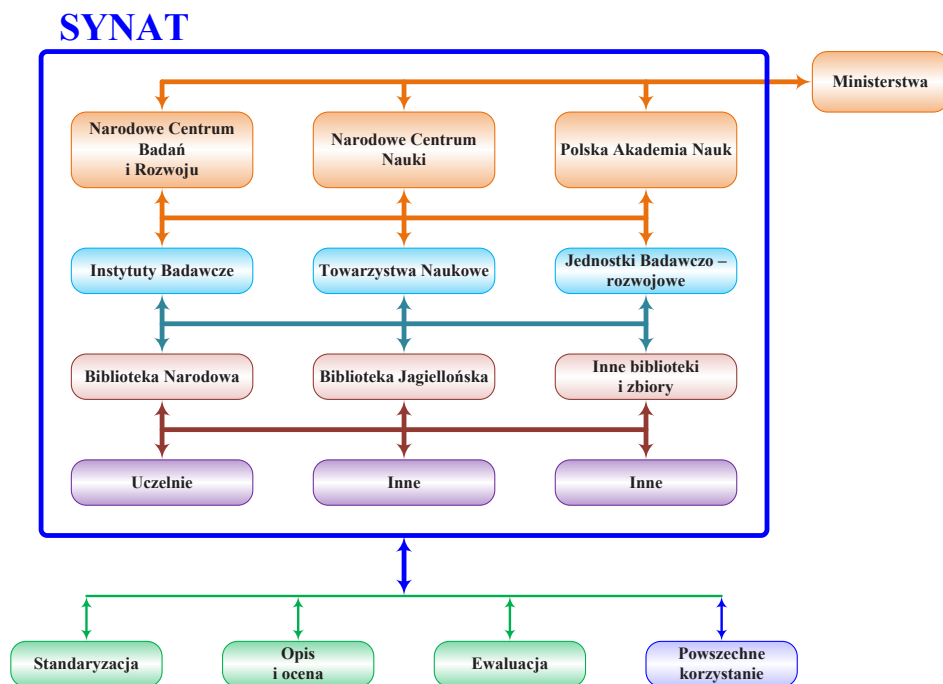 SYNAT
Ministerstwa
Narodowe Centrum
Badań
i Rozwoju
Narodowe Centrum
Nauki
Polska Akademia Nauk
Instytuty Badawcze
Towarzystwa Naukowe
Jednostki Badawczo –
rozwojowe
Biblioteka Narodowa
Biblioteka Jagiellońska
Inne biblioteki
i zbiory
Uczelnie
Inne
Inne
Standaryzacja
Opis
i ocena
Ewaluacja
Powszechne
korzystanie